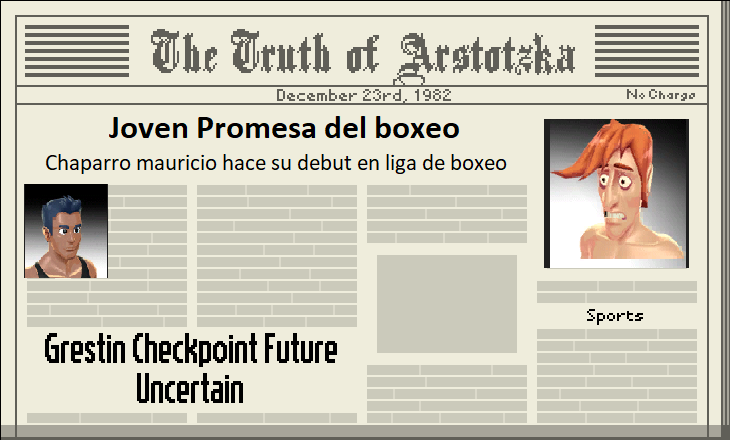 The Truth of Arstotzka
December 23rd, 1982
No Charge
Joven Promesa del boxeo
Chaparro mauricio hace su debut en liga de boxeo
Sports
Grestin Checkpoint Future
Uncertain